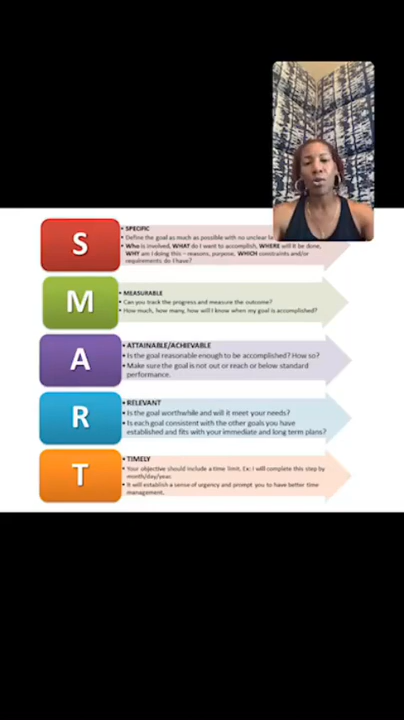 S
• SPECIFIC
• Define the goal as much as possible with no unclear
• Who is involved, WHAT do I want to accomplish, WHERE will it be done,
WHY am I doing this – reasons, purpose, WHICH constraints and/or
requirements do I have?
M
• MEASURABLE
• Can you track the progress and measure the outcome?
• How much, how many, how will I know when my goal is accomplished?
A
• ATTAINABLE/ACHIEVABLE
• Is the goal reasonable enough to be accomplished? How so?
• Make sure the goal is not out or reach or below standard
performance.
R
• RELEVANT
• Is the goal worthwhile and will it meet your needs?
• Is each goal consistent with the other goals you have
established and fits with your immediate and long term plans?
T
• TIMELY
• Your objective should include a time limit. Ex: I will complete this step by
month/day/year.
• It will establish a sense of urgency and prompt you to have better time
management.